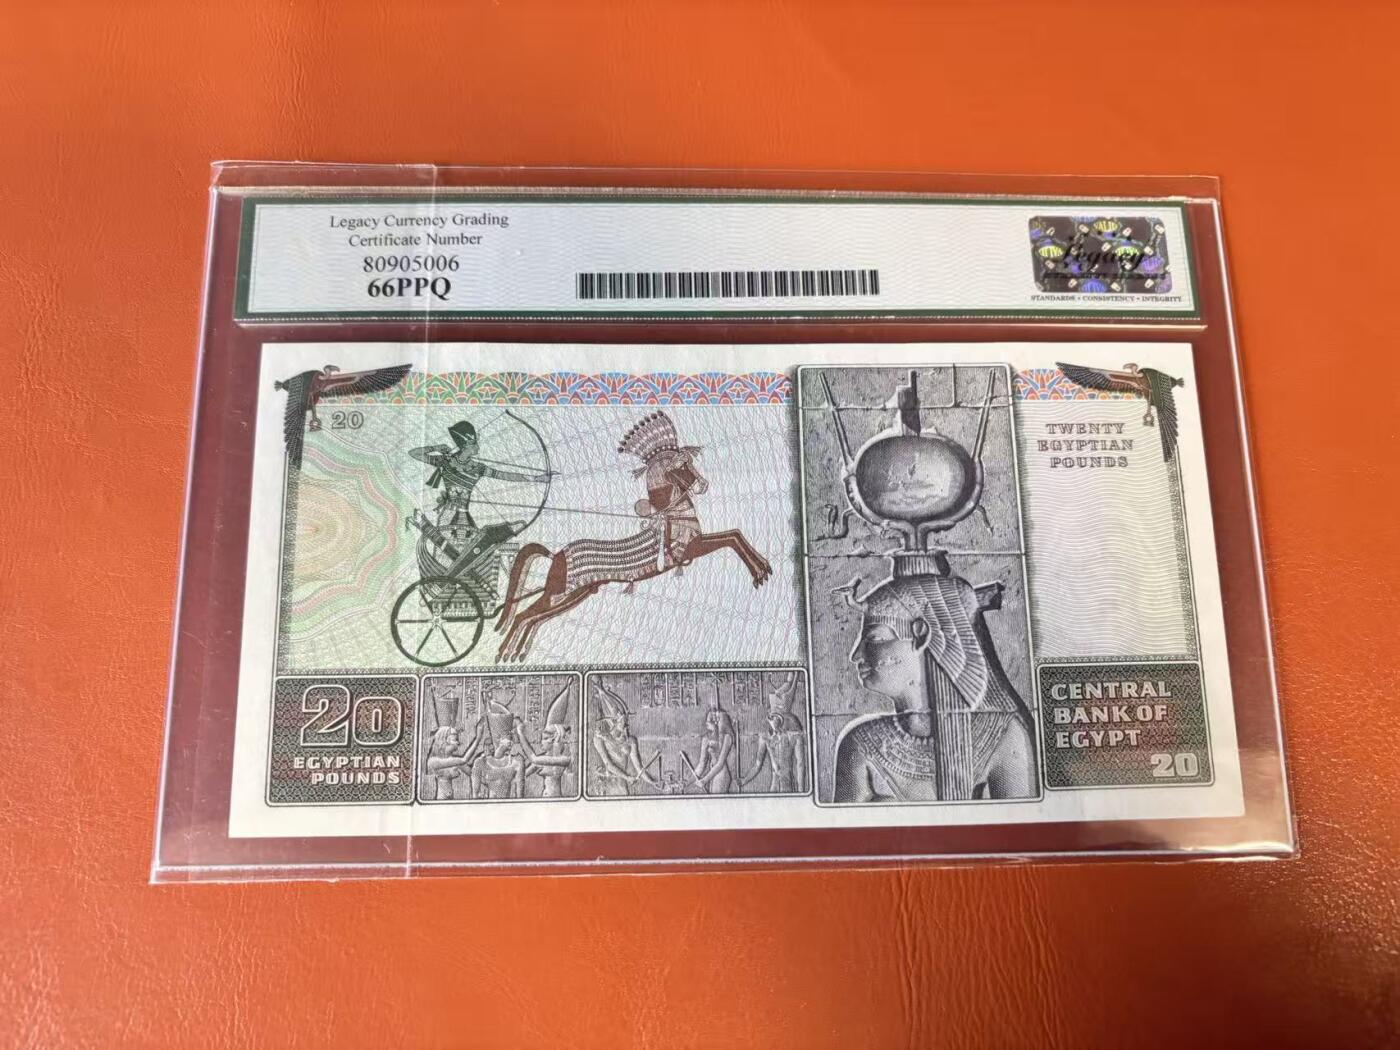 Legacy Currency Grading
Certificate Number
80905006
66PPQ
Legacy
STANDARDS • CONSISTENCY • INTEGRITY
20
TWENTY
EGYPTIAN
POUNDS
20
EGYPTIAN
POUNDS
CENTRAL
BANK OF
EGYPT
20